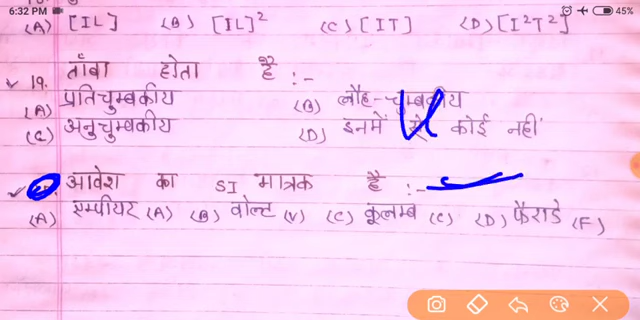 6:32 PM 45%
(A) [IL] (B) [IL]² (C) [IT] (D) [I²T²]
19. ताँबा होता है :-
(A) प्रतिचुम्बकीय (B) लौह-चुम्बकीय
(C) अनुचुम्बकीय (D) इनमें से कोई नहीं
आवेश का SI मात्रक है :-
(A) एम्पीयर (A) (B) वोल्ट (V) (C) कूलम्ब (C) (D) फैराडे (F)